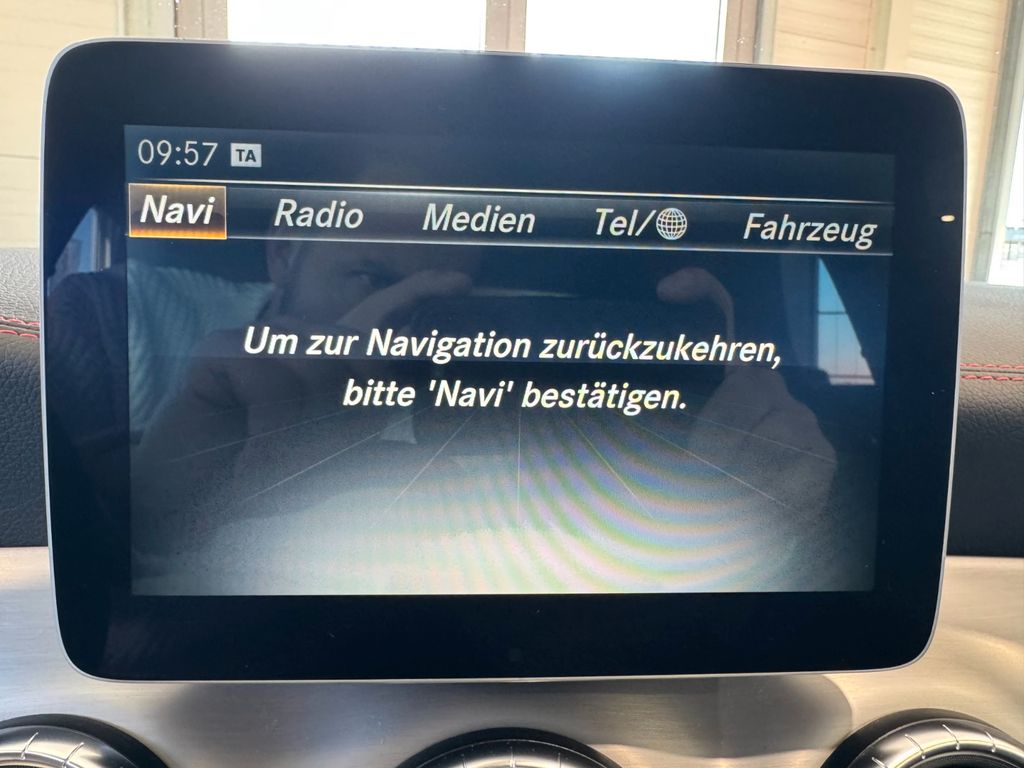 09:57 TA
Navi Radio Medien Tel/ Fahrzeug
Um zur Navigation zurückzukehren,
bitte 'Navi' bestätigen.